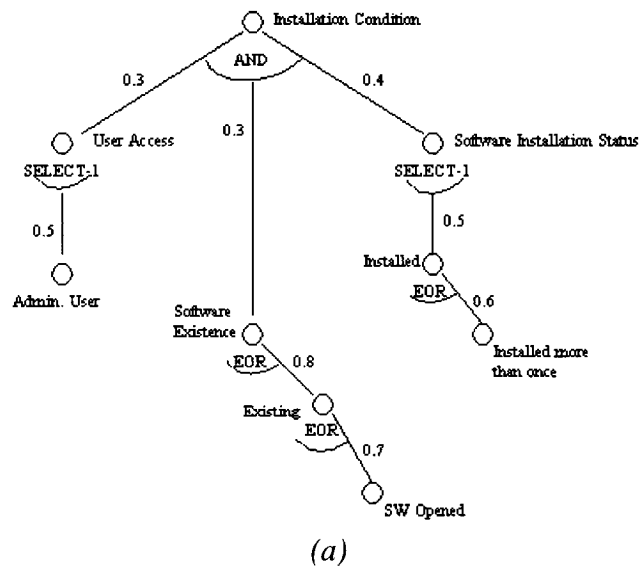 Installation Condition
AND
0.3
0.4
0.3
User Access
Software Installation Status
SELECT-1
SELECT-1
0.5
0.5
Installed
Admin. User
EOR
0.6
Software
Existence
Installed more
than once
EOR
0.8
Existing
EOR
0.7
SW Opened
(a)